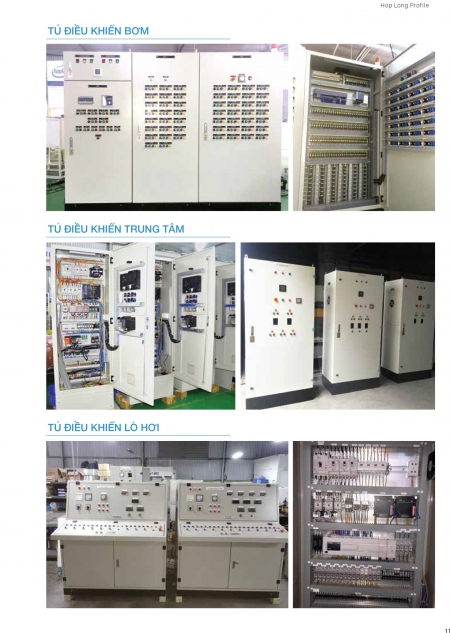 Hop Long Profile
TỦ ĐIỀU KHIỂN BƠM
TỦ ĐIỀU KHIỂN TRUNG TÂM
TỦ ĐIỀU KHIỂN LÒ HƠI
11